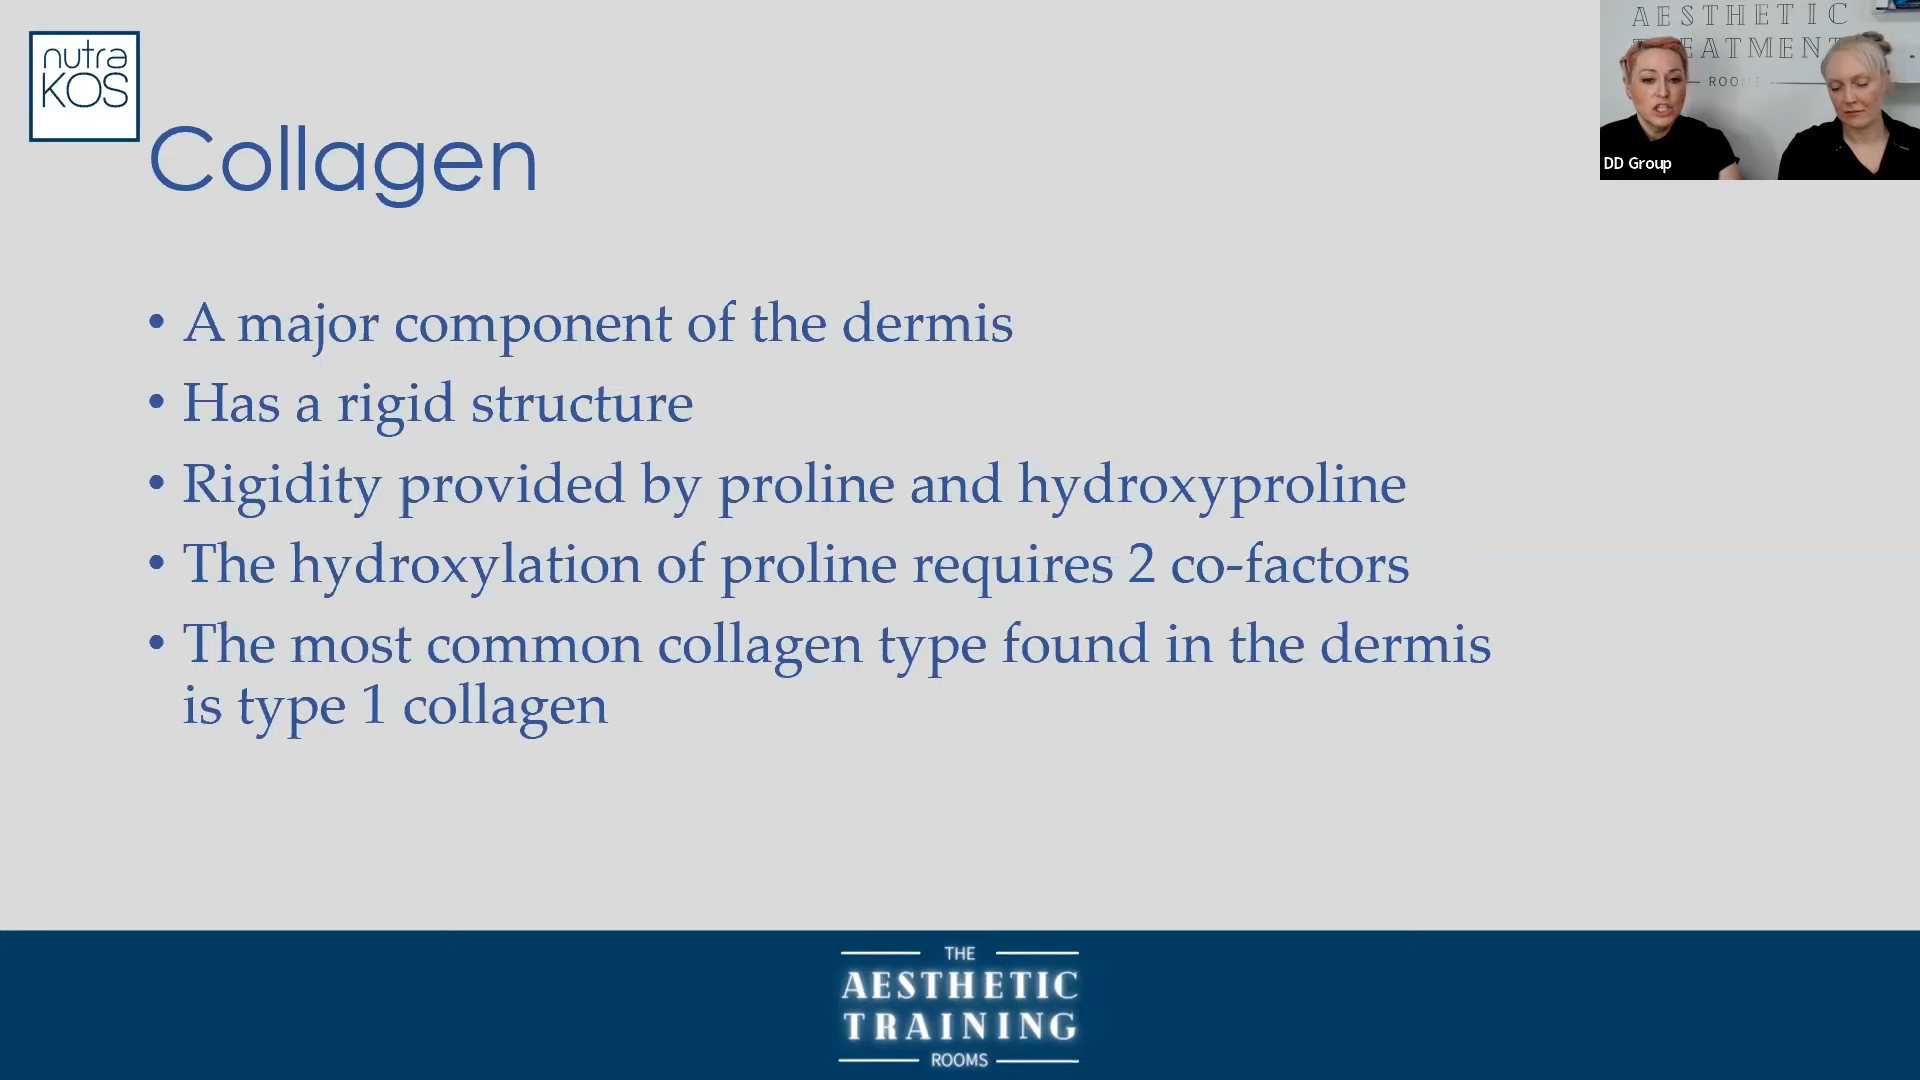 nutra
KOS
Collagen
• A major component of the dermis
• Has a rigid structure
• Rigidity provided by proline and hydroxyproline
• The hydroxylation of proline requires 2 co-factors
• The most common collagen type found in the dermis
is type 1 collagen
AESTHETIC
TREATMENT
ROOMS
DD Group
THE
AESTHETIC
TRAINING
ROOMS